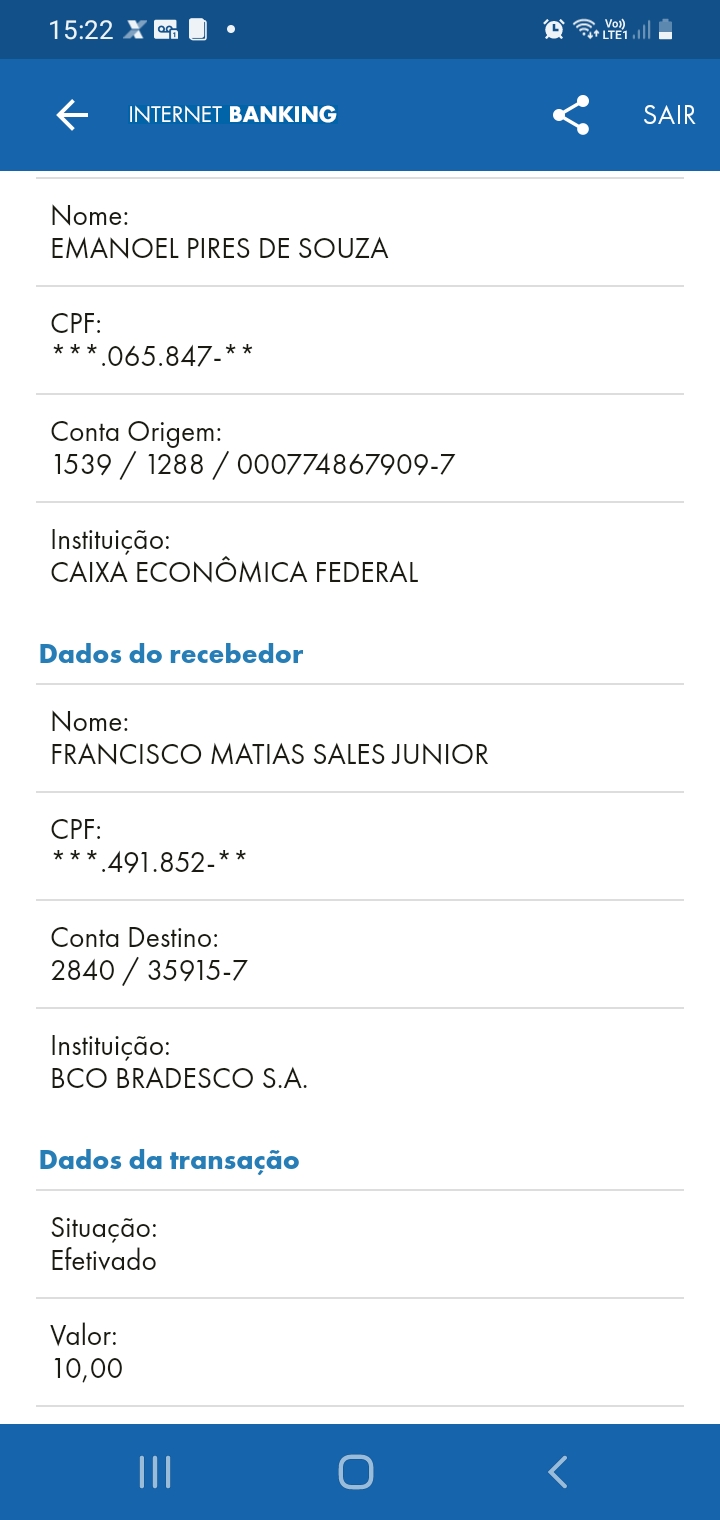 15:22
Vo)) LTE1
INTERNET BANKING
SAIR
Nome:
EMANOEL PIRES DE SOUZA
CPF:
***.065.847-**
Conta Origem:
1539 / 1288 / 000774867909-7
Instituição:
CAIXA ECONÔMICA FEDERAL
Dados do recebedor
Nome:
FRANCISCO MATIAS SALES JUNIOR
CPF:
***.491.852-**
Conta Destino:
2840 / 35915-7
Instituição:
BCO BRADESCO S.A.
Dados da transação
Situação:
Efetivado
Valor:
10,00